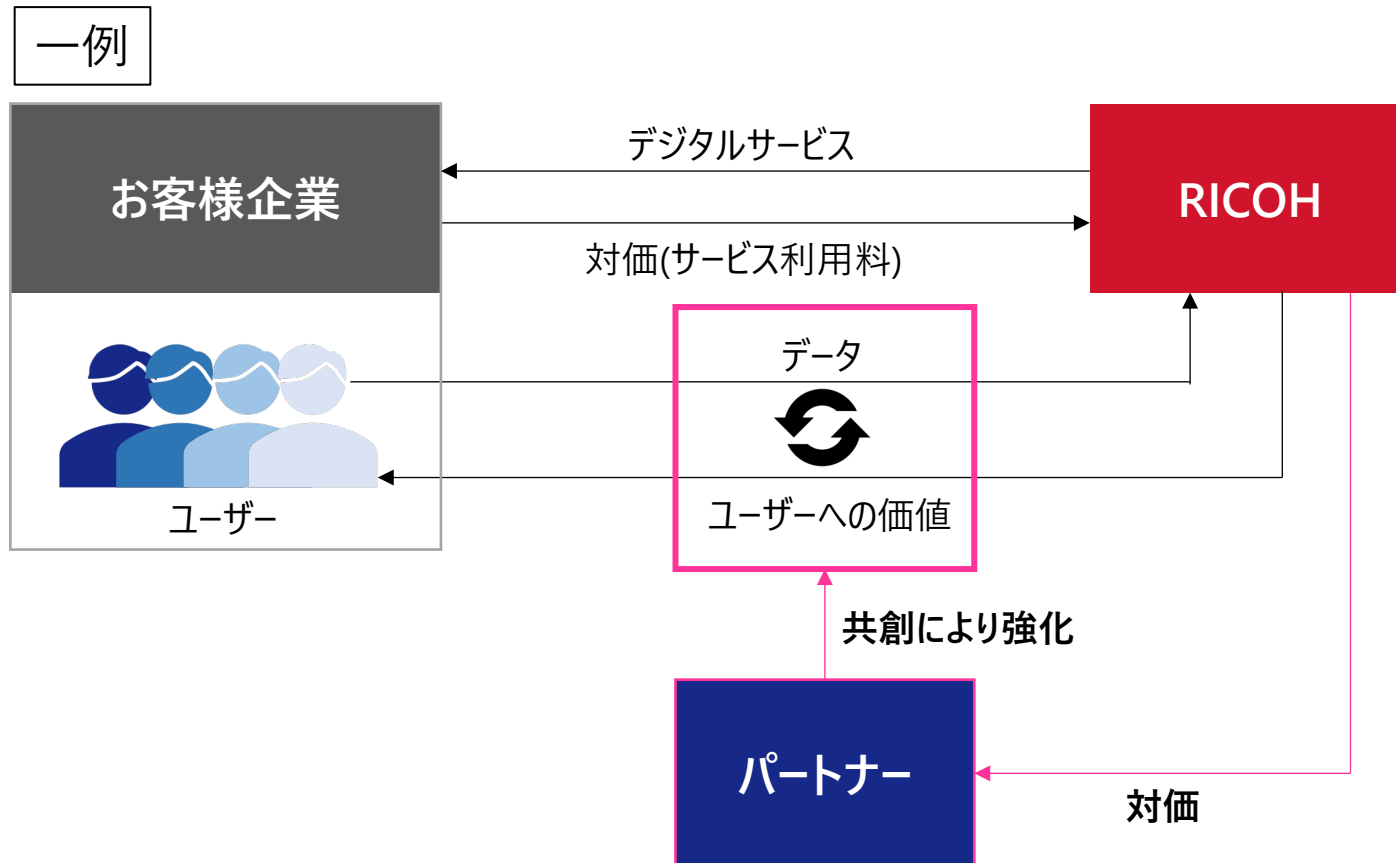 一例
デジタルサービス
お客様企業
RICOH
対価(サービス利用料)
データ
ユーザーへの価値
ユーザー
共創により強化
パートナー
対価